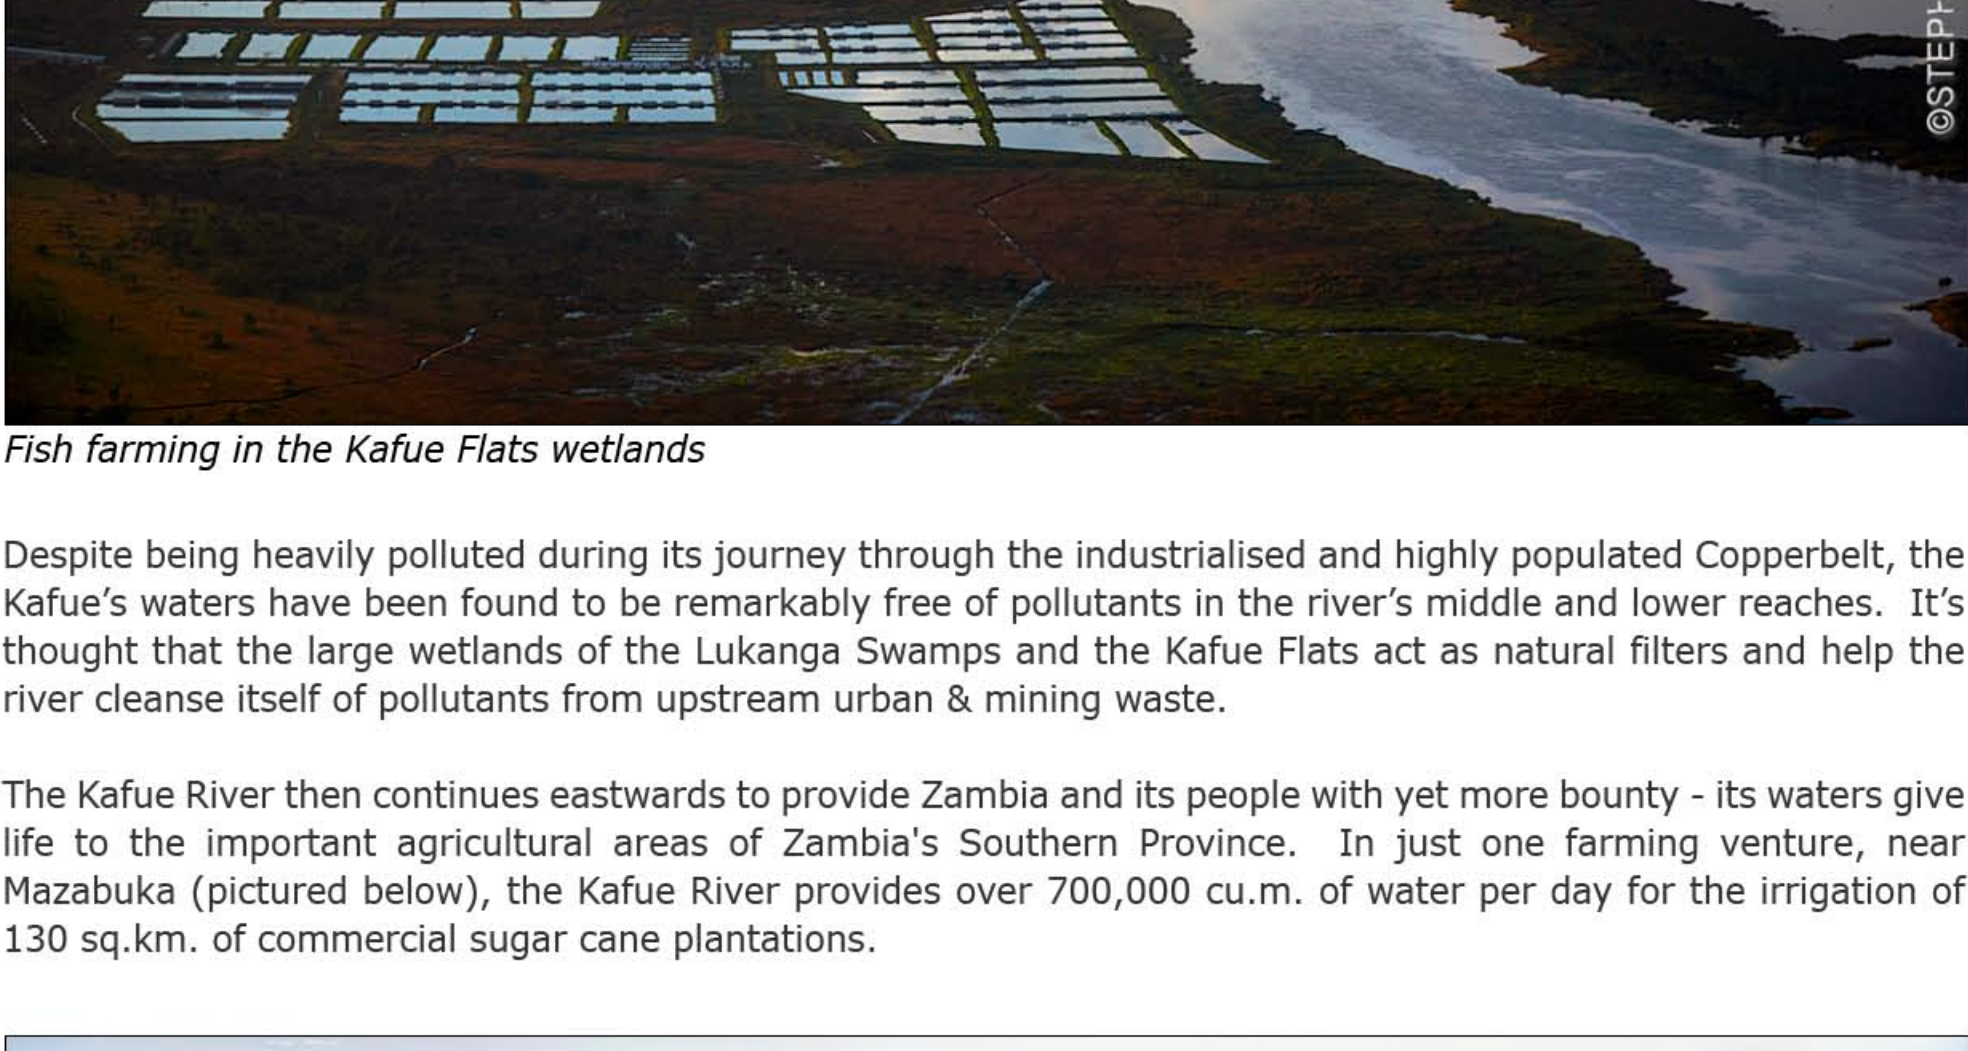 ©STEPH
Fish farming in the Kafue Flats wetlands
Despite being heavily polluted during its journey through the industrialised and highly populated Copperbelt, the
Kafue’s waters have been found to be remarkably free of pollutants in the river’s middle and lower reaches.  It’s
thought that the large wetlands of the Lukanga Swamps and the Kafue Flats act as natural filters and help the
river cleanse itself of pollutants from upstream urban & mining waste.
The Kafue River then continues eastwards to provide Zambia and its people with yet more bounty - its waters give
life to the important agricultural areas of Zambia's Southern Province.  In just one farming venture, near
Mazabuka (pictured below), the Kafue River provides over 700,000 cu.m. of water per day for the irrigation of
130 sq.km. of commercial sugar cane plantations.